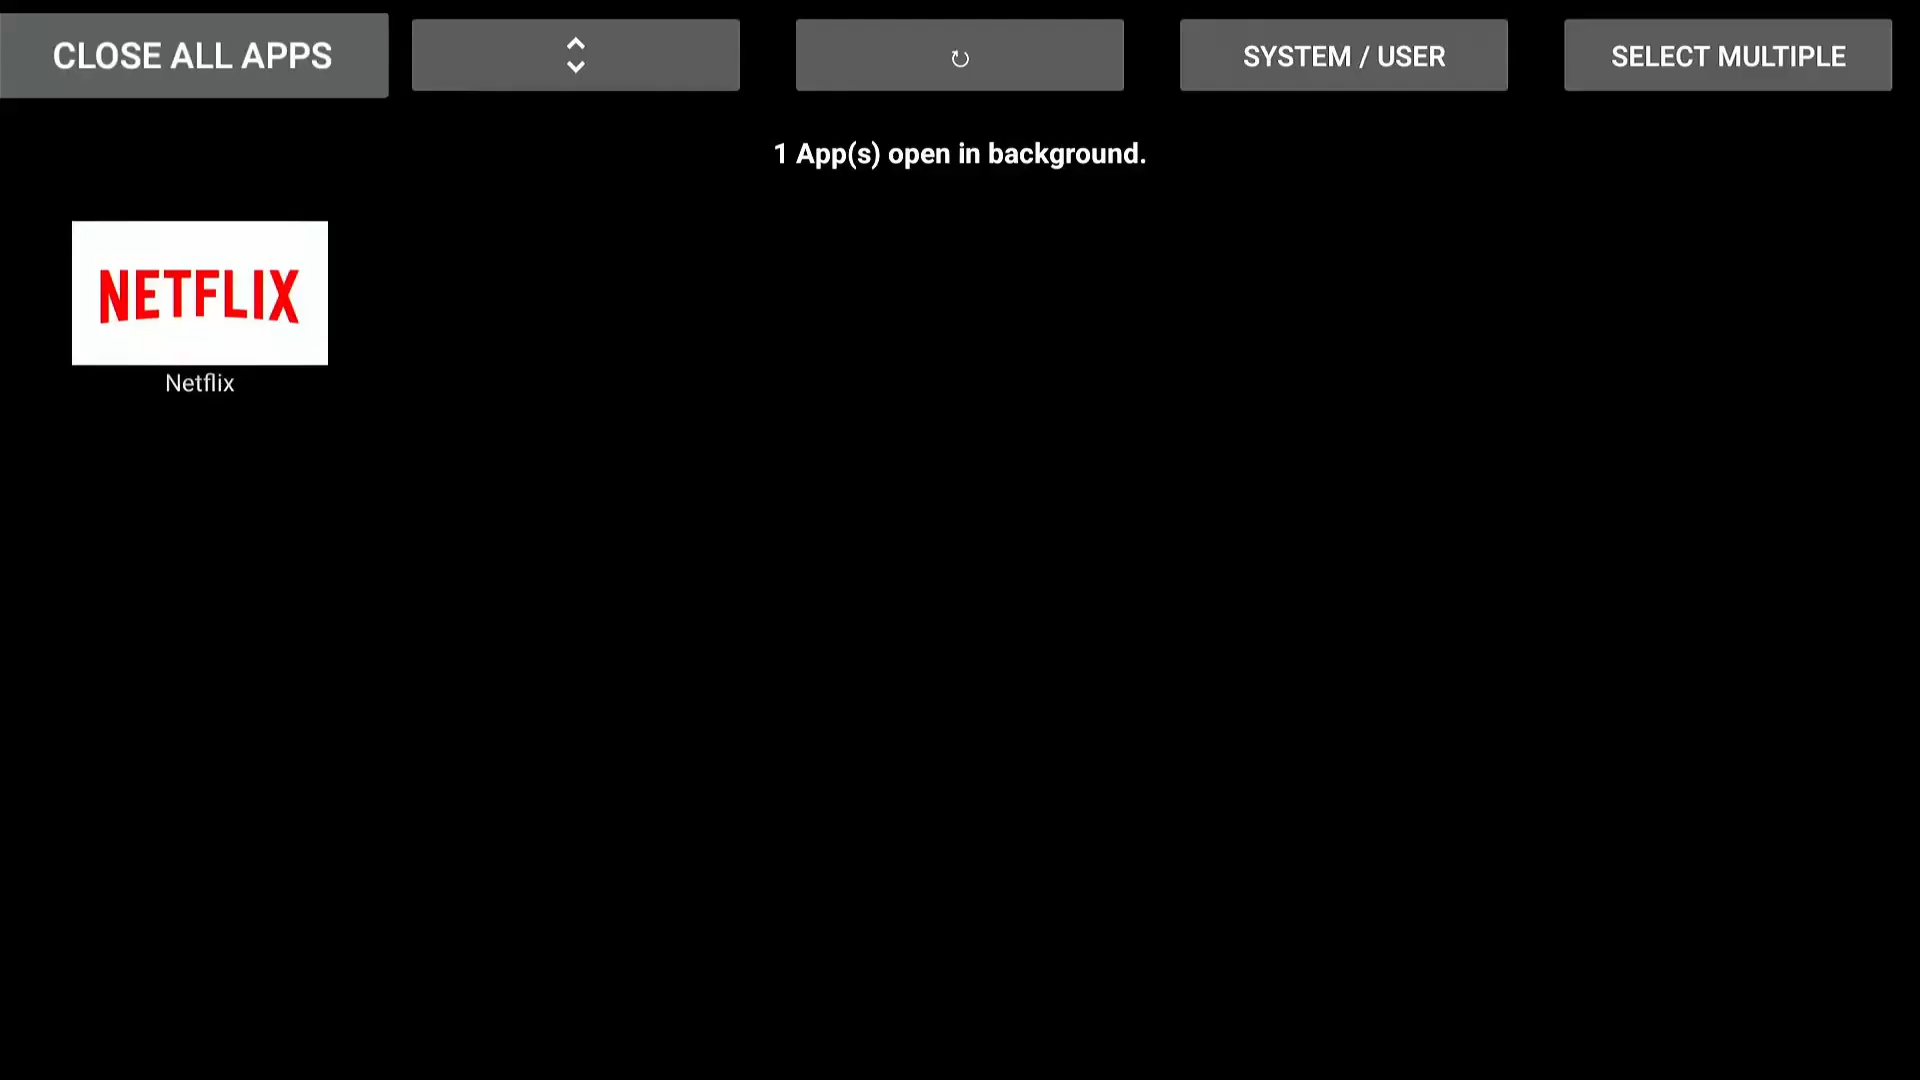 CLOSE ALL APPS
SYSTEM / USER
SELECT MULTIPLE
1 App(s) open in background.
NETFLIX
Netflix